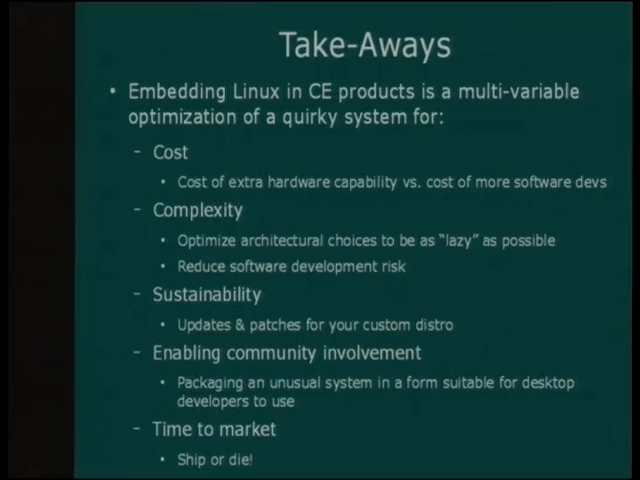 Take-Aways
• Embedding Linux in CE products is a multi-variable
optimization of a quirky system for:
– Cost
• Cost of extra hardware capability vs. cost of more software devs
– Complexity
• Optimize architectural choices to be as “lazy” as possible
• Reduce software development risk
– Sustainability
• Updates & patches for your custom distro
– Enabling community involvement
• Packaging an unusual system in a form suitable for desktop
developers to use
– Time to market
• Ship or die!